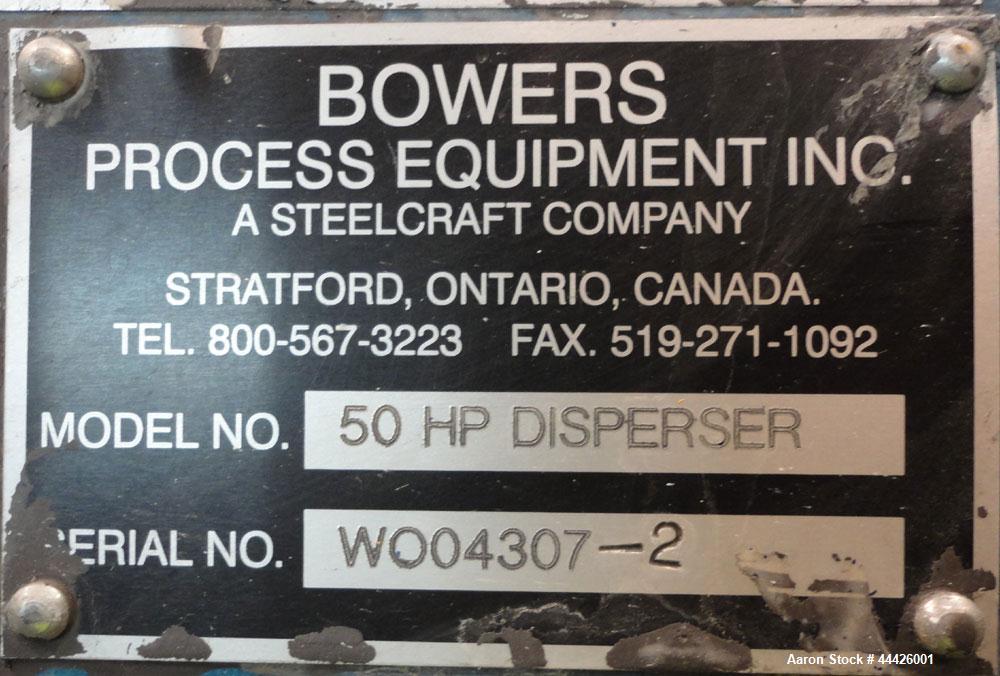 BOWERS
PROCESS EQUIPMENT INC.
A STEELCRAFT COMPANY
STRATFORD, ONTARIO, CANADA.
TEL. 800-567-3223 FAX. 519-271-1092
MODEL NO. 50 HP DISPERSER
SERIAL NO. WO04307-2
Aaron Stock # 44426001